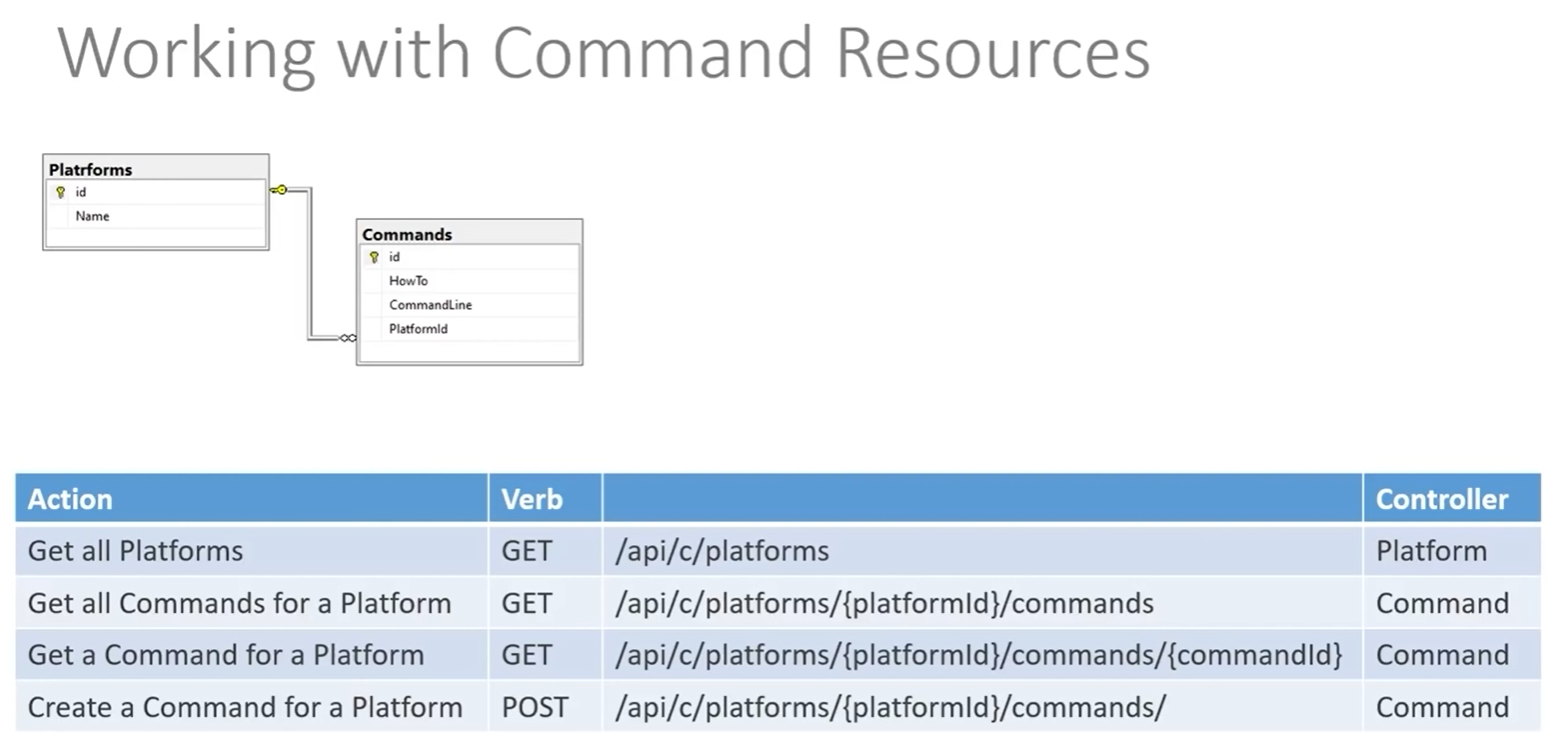 Working with Command Resources
Platrforms
id
Name
Commands
id
HowTo
CommandLine
PlatformId
Action Verb Controller
Get all Platforms GET /api/c/platforms Platform
Get all Commands for a Platform GET /api/c/platforms/{platformId}/commands Command
Get a Command for a Platform GET /api/c/platforms/{platformId}/commands/{commandId} Command
Create a Command for a Platform POST /api/c/platforms/{platformId}/commands/ Command